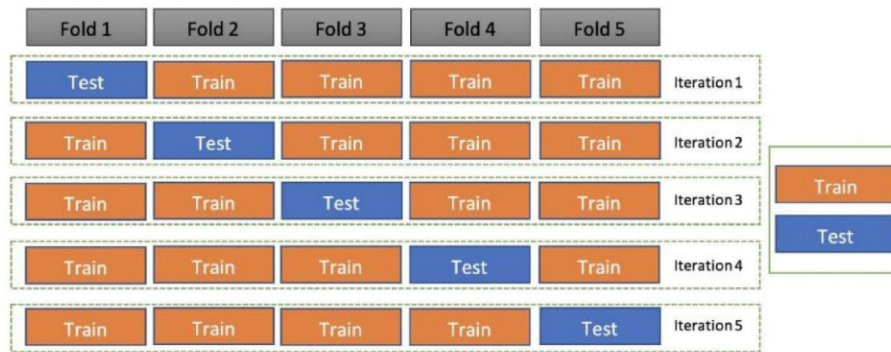 Fold 1 Fold 2 Fold 3 Fold 4 Fold 5
Test Train Train Train Train Iteration 1
Train Test Train Train Train Iteration 2
Train Train Test Train Train Iteration 3
Train Train Train Test Train Iteration 4
Train Train Train Train Test Iteration 5
Train
Test